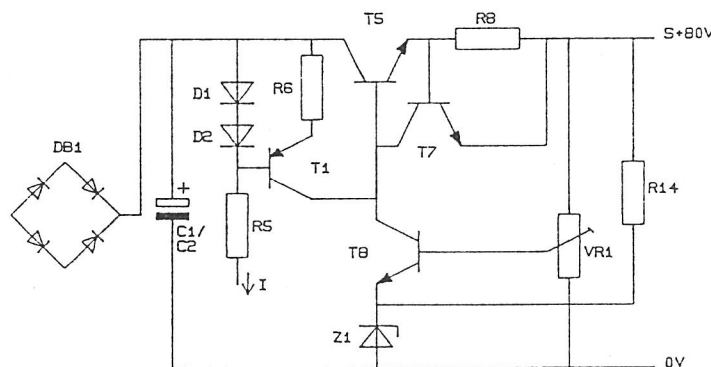 T5
R8
S+80V
D1
R6
D2
DB1
T1
T7
R14
+
C1/
C2
R5
T8
VR1
I
Z1
0V